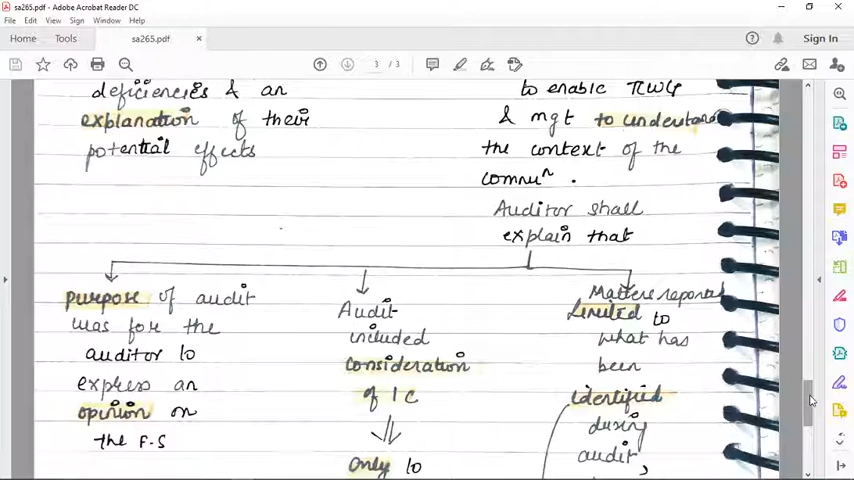 sa265.pdf - Adobe Acrobat Reader DC
File Edit View Sign Window Help
Home Tools sa265.pdf × Sign In
3 / 3
deficiencies & an
explanation of their
potential effects
to enable TCWG
& mgt to understand
the context of the
commuⁿ .
Auditor shall
explain that
purpose of audit
was for the
auditor to
express an
opinion on
the F.S
Audit
included
consideration
of IC
Only to
Matters reported
Limited to
what has
been
identified
during
audit,